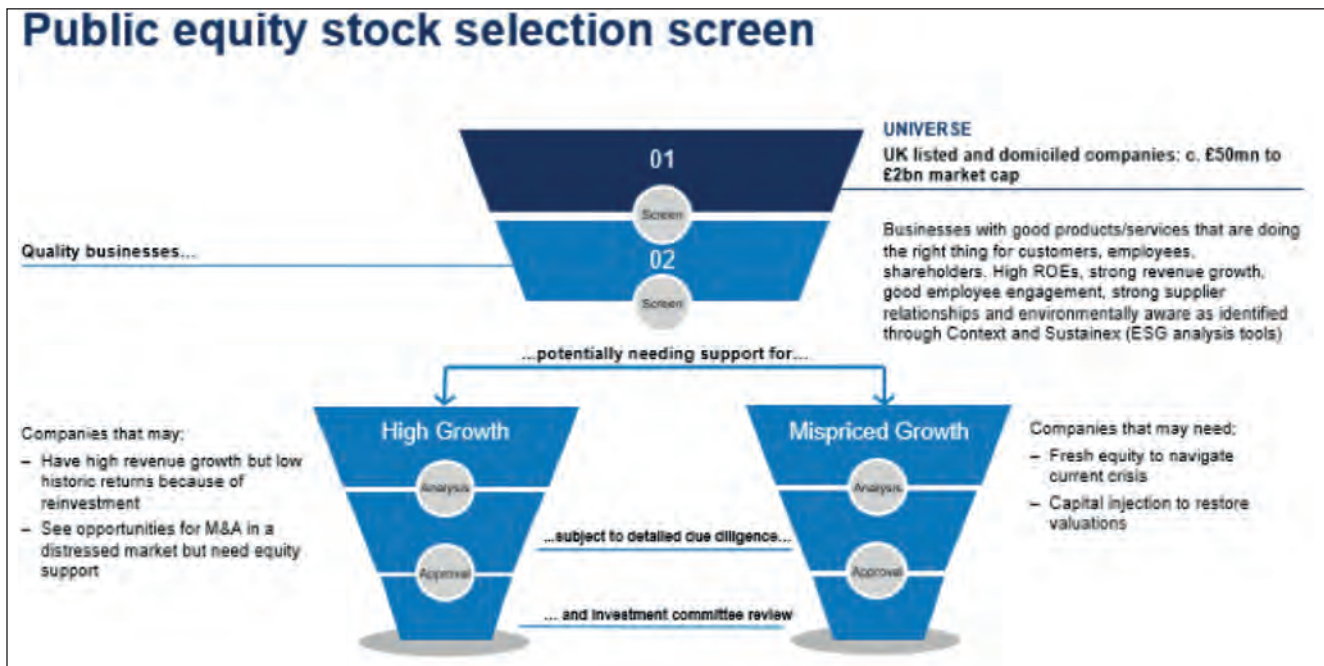 Public equity stock selection screen
01
Screen
UNIVERSE
UK listed and domiciled companies: c. £50mn to
£2bn market cap
Quality businesses...
02
Screen
Businesses with good products/services that are doing
the right thing for customers, employees,
shareholders. High ROEs, strong revenue growth,
good employee engagement, strong supplier
relationships and environmentally aware as identified
through Context and Sustainex (ESG analysis tools)
...potentially needing support for...
High Growth
Analysis
Approval
Companies that may:
– Have high revenue growth but low
historic returns because of
reinvestment
– See opportunities for M&A in a
distressed market but need equity
support
Mispriced Growth
Analysis
Approval
Companies that may need:
– Fresh equity to navigate
current crisis
– Capital injection to restore
valuations
...subject to detailed due diligence...
... and investment committee review